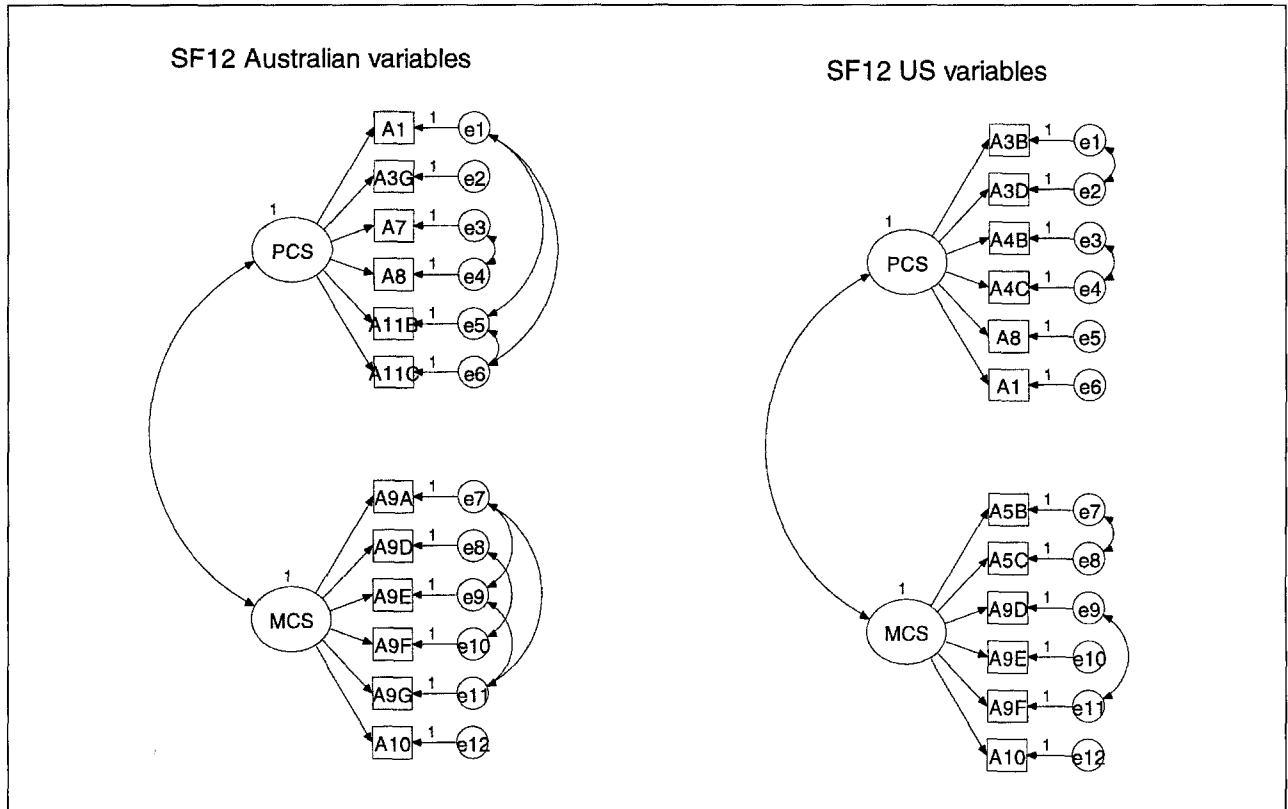 SF12 Australian variables
1
PCS
A1 1 e1
A3G 1 e2
A7 1 e3
A8 1 e4
A11B 1 e5
A11C 1 e6
1
MCS
A9A 1 e7
A9D 1 e8
A9E 1 e9
A9F 1 e10
A9G 1 e11
A10 1 e12
SF12 US variables
1
PCS
A3B 1 e1
A3D 1 e2
A4B 1 e3
A4C 1 e4
A8 1 e5
A1 1 e6
1
MCS
A5B 1 e7
A5C 1 e8
A9D 1 e9
A9E 1 e10
A9F 1 e11
A10 1 e12